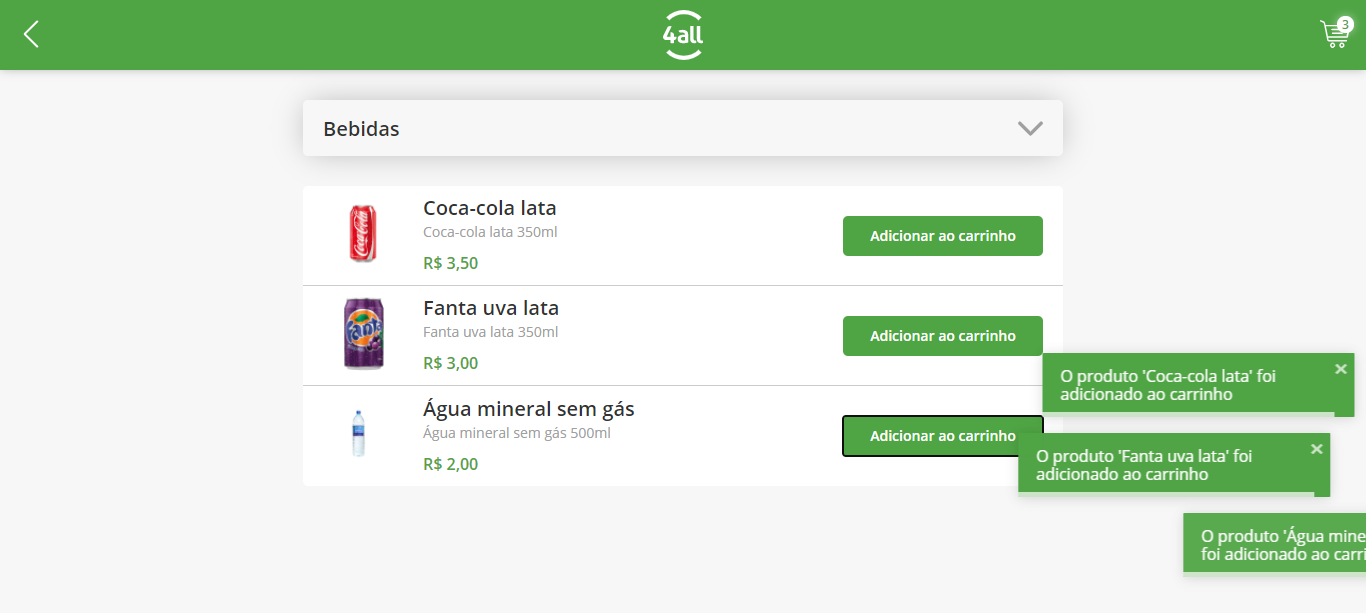 4all
3
Bebidas
Coca-cola lata
Coca-cola lata 350ml
R$ 3,50
Adicionar ao carrinho
Fanta uva lata
Fanta uva lata 350ml
R$ 3,00
Adicionar ao carrinho
Água mineral sem gás
Água mineral sem gás 500ml
R$ 2,00
Adicionar ao carrinho
O produto 'Coca-cola lata' foi
adicionado ao carrinho
O produto 'Fanta uva lata' foi
adicionado ao carrinho
O produto 'Água mine
foi adicionado ao carri
Coca-Cola
Fanta